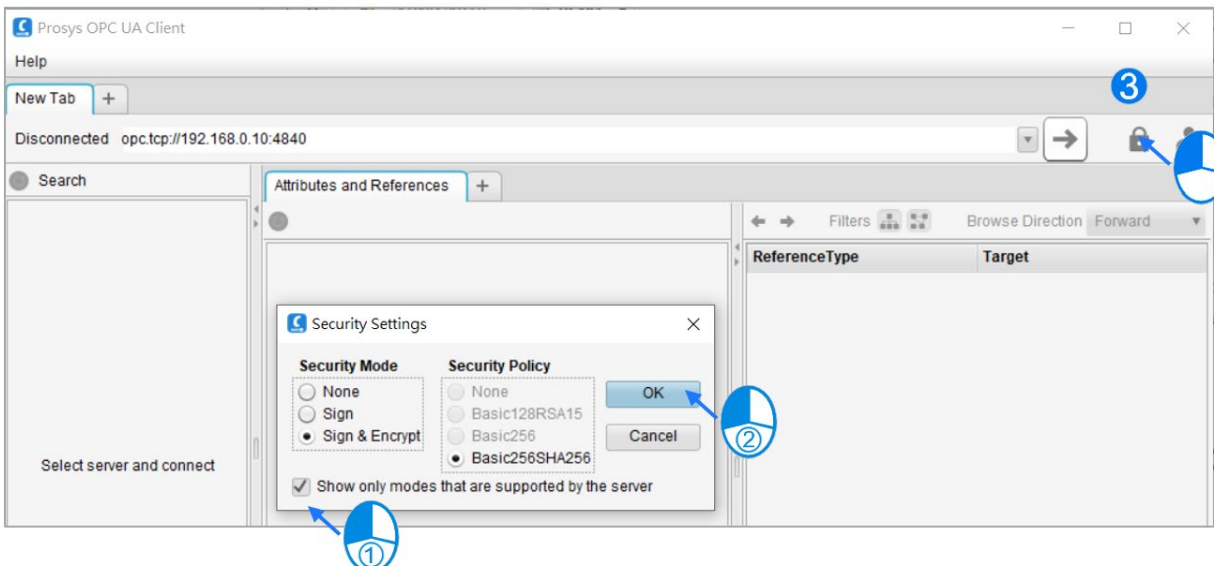 Prosys OPC UA Client
Help
New Tab +
3
Disconnected opc.tcp://192.168.0.10:4840
Search
Attributes and References +
Filters Browse Direction Forward
ReferenceType Target
Select server and connect
Security Settings
Security Mode Security Policy
None None OK
Sign Basic128RSA15
Sign & Encrypt Basic256 Cancel
Basic256SHA256
②
Show only modes that are supported by the server
①